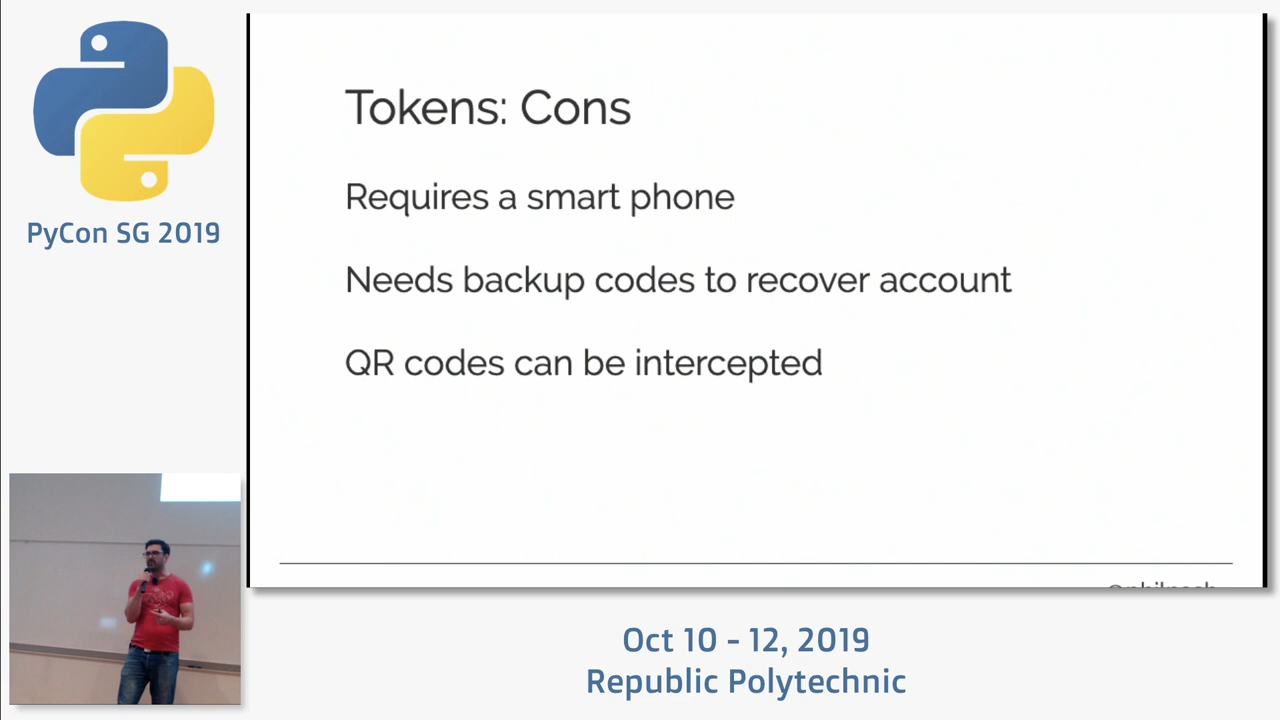 PyCon SG 2019
Tokens: Cons
Requires a smart phone
Needs backup codes to recover account
QR codes can be intercepted
Oct 10 - 12, 2019
Republic Polytechnic